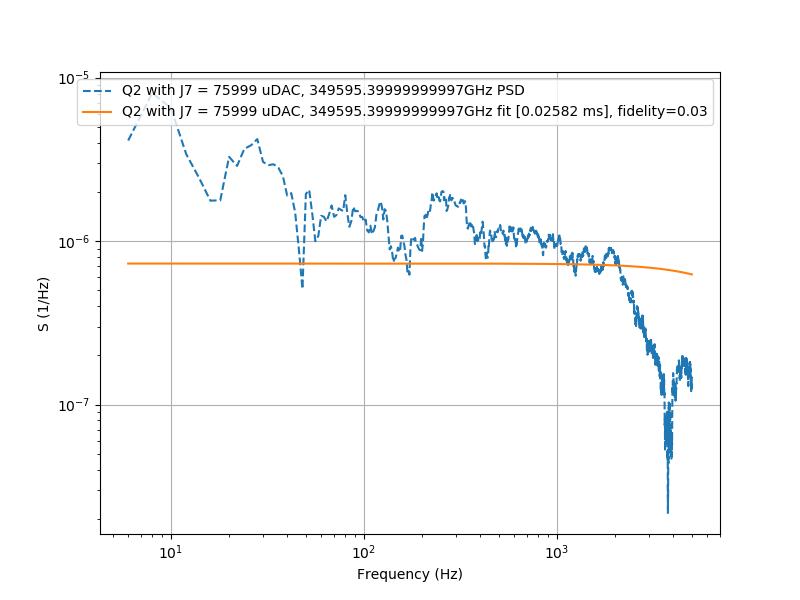 Q2 with J7 = 75999 uDAC, 349595.39999999997GHz PSD
Q2 with J7 = 75999 uDAC, 349595.39999999997GHz fit [0.02582 ms], fidelity=0.03
10⁻⁵
10⁻⁶
10⁻⁷
S (1/Hz)
10¹ 10² 10³
Frequency (Hz)